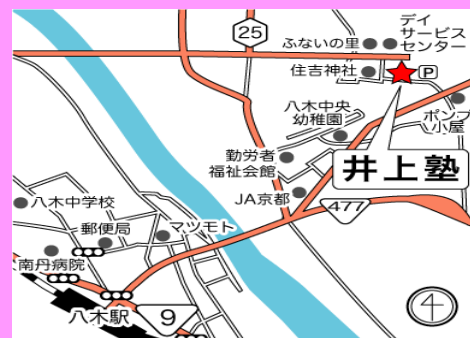 デイ
サービス
センター
ふないの里
25
住吉神社
P
八木中央
幼稚園
ポンプ
小屋
勤労者
福祉会館
井上塾
JA京都
477
八木中学校
郵便局
マツモト
南丹病院
八木駅
9
4